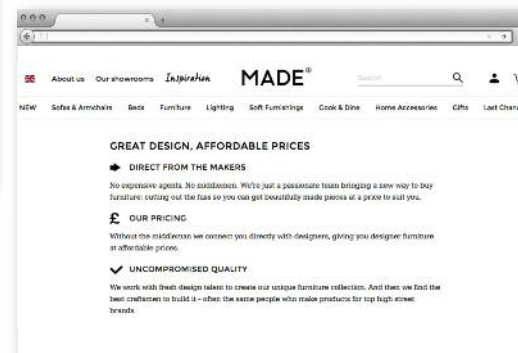 About us Our showrooms Inspiration MADE® Search
NEW Sofas & Armchairs Beds Furniture Lighting Soft Furnishings Cook & Dine Home Accessories Gifts Last Chan
GREAT DESIGN, AFFORDABLE PRICES
DIRECT FROM THE MAKERS
No expensive agents. No middlemen. We're just a passionate team bringing a new way to buy
furniture: cutting out the fuss so you can get beautifully made pieces at a price to suit you.
£ OUR PRICING
Without the middleman we connect you directly with designers, giving you designer furniture
at affordable prices.
UNCOMPROMISED QUALITY
We work with fresh design talent to create our unique furniture collection. And then we find the
best craftsmen to build it - often the same people who make products for top high street
brands.